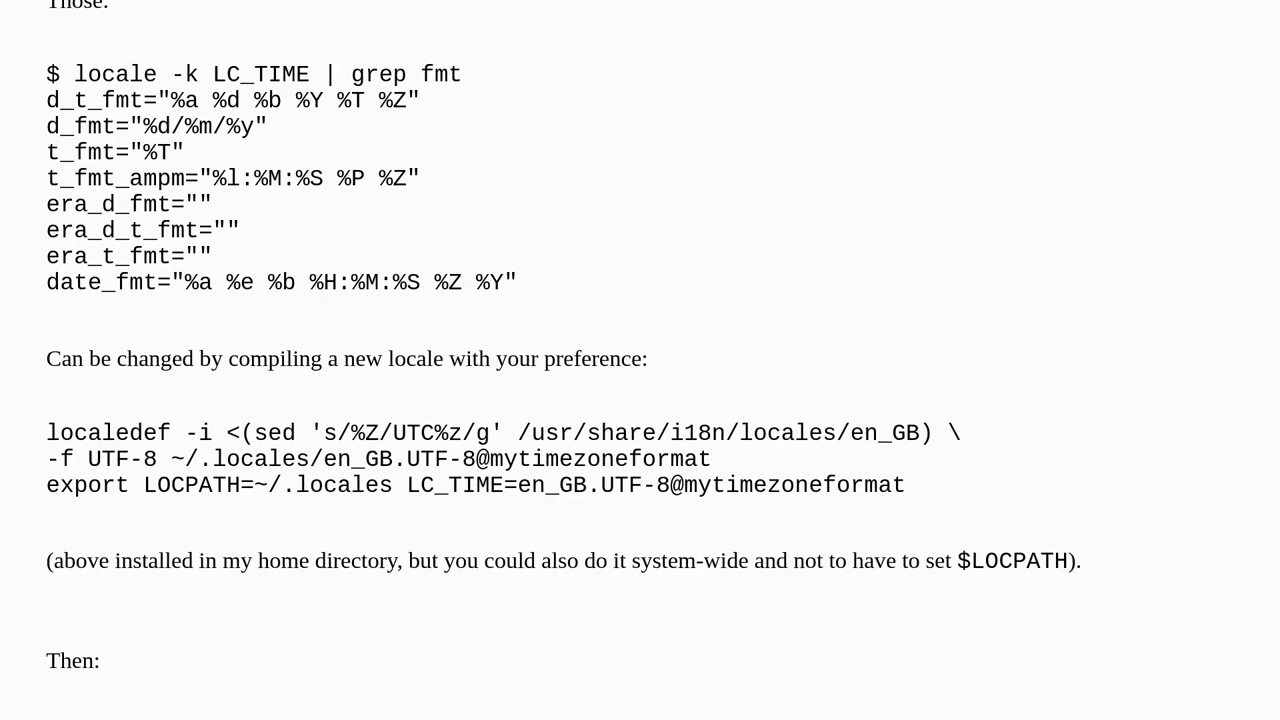 Those:
$ locale -k LC_TIME | grep fmt
d_t_fmt="%a %d %b %Y %T %Z"
d_fmt="%d/%m/%y"
t_fmt="%T"
t_fmt_ampm="%l:%M:%S %P %Z"
era_d_fmt=""
era_d_t_fmt=""
era_t_fmt=""
date_fmt="%a %e %b %H:%M:%S %Z %Y"
Can be changed by compiling a new locale with your preference:
localedef -i <(sed 's/%Z/UTC%z/g' /usr/share/i18n/locales/en_GB) \
-f UTF-8 ~/.locales/en_GB.UTF-8@mytimezoneformat
export LOCPATH=~/.locales LC_TIME=en_GB.UTF-8@mytimezoneformat
(above installed in my home directory, but you could also do it system-wide and not to have to set $LOCPATH).
Then: